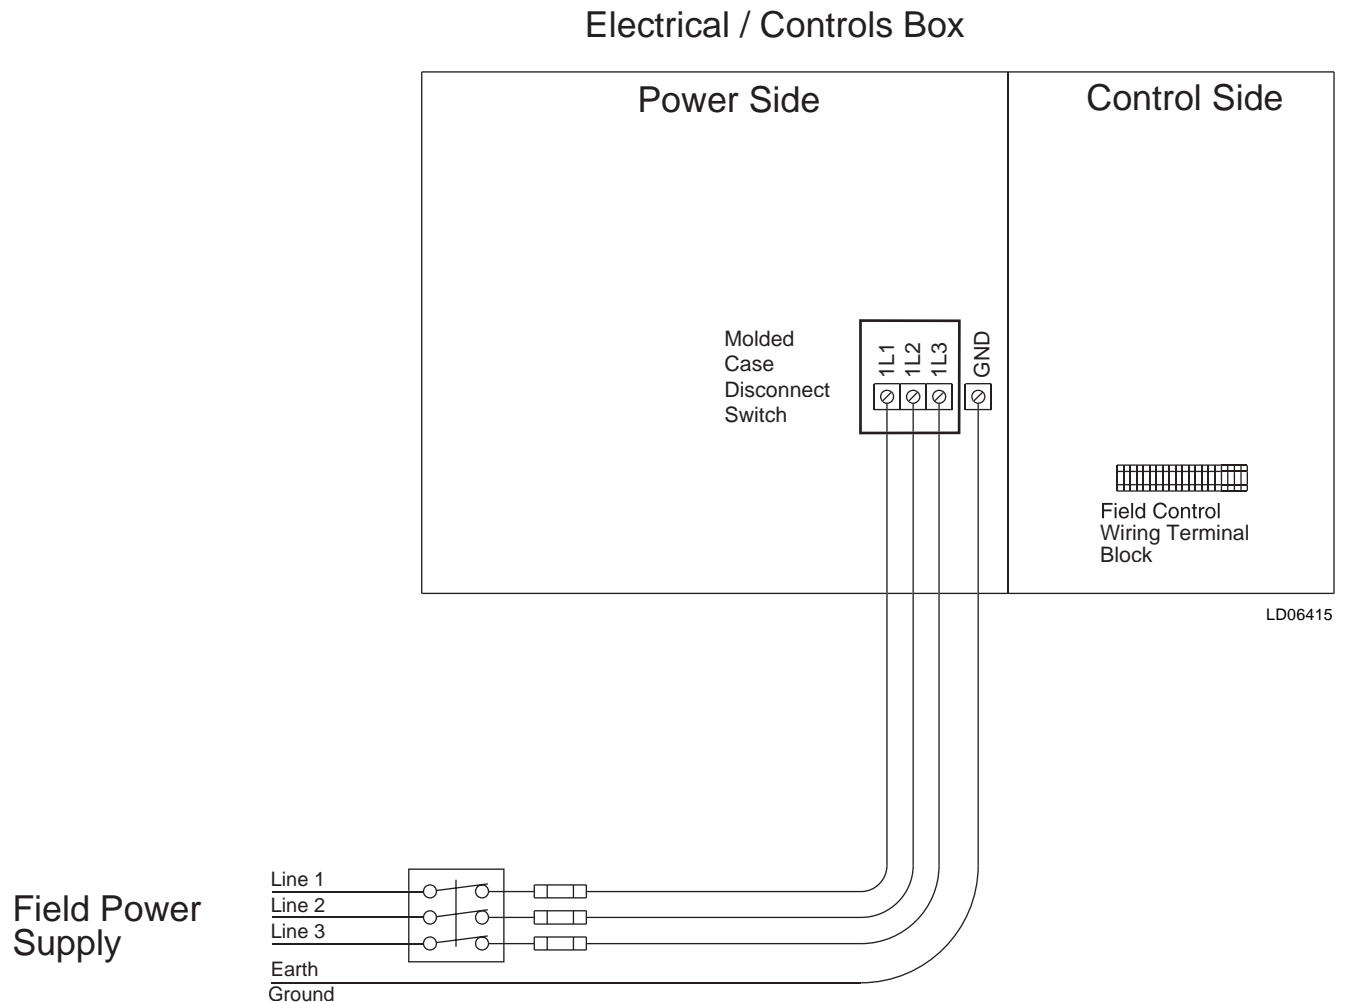 Electrical / Controls Box
Power Side
Control Side
Molded
Case
Disconnect
Switch
1L1
1L2
1L3
GND
Field Control
Wiring Terminal
Block
LD06415
Field Power
Supply
Line 1
Line 2
Line 3
Earth
Ground